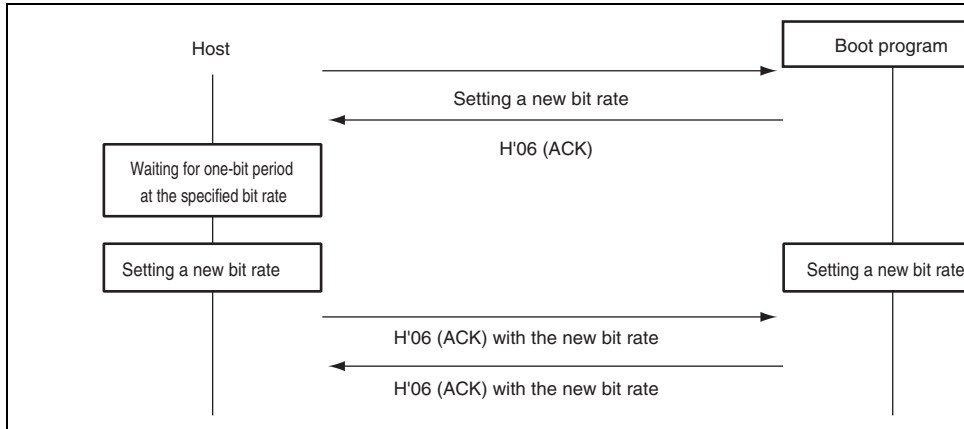 Host
Boot program
Setting a new bit rate
H'06 (ACK)
Waiting for one-bit period
at the specified bit rate
Setting a new bit rate
Setting a new bit rate
H'06 (ACK) with the new bit rate
H'06 (ACK) with the new bit rate